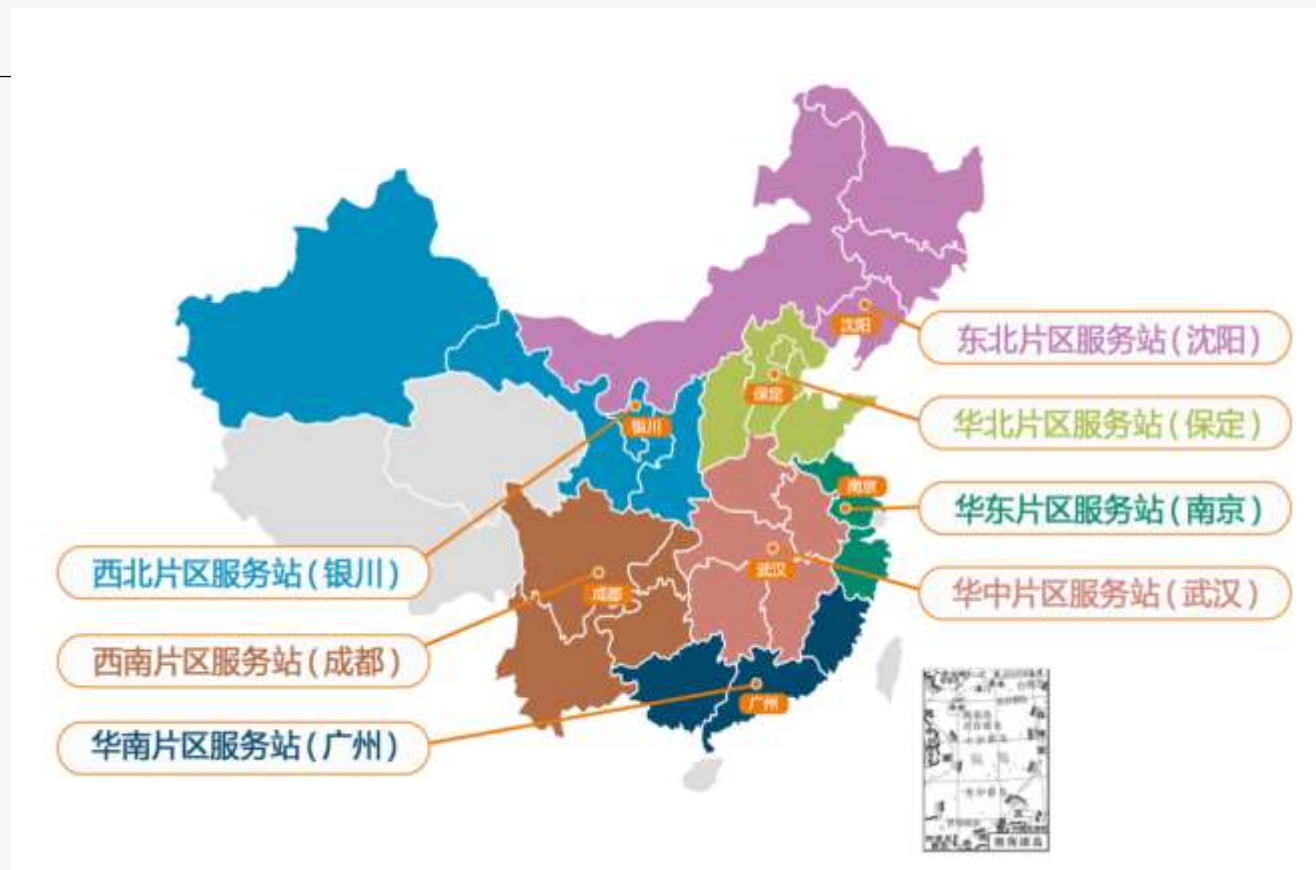 沈阳
东北片区服务站(沈阳)
保定
华北片区服务站(保定)
银川
南京
华东片区服务站(南京)
西北片区服务站(银川)
武汉
华中片区服务站(武汉)
成都
西南片区服务站(成都)
广州
华南片区服务站(广州)
南海诸岛